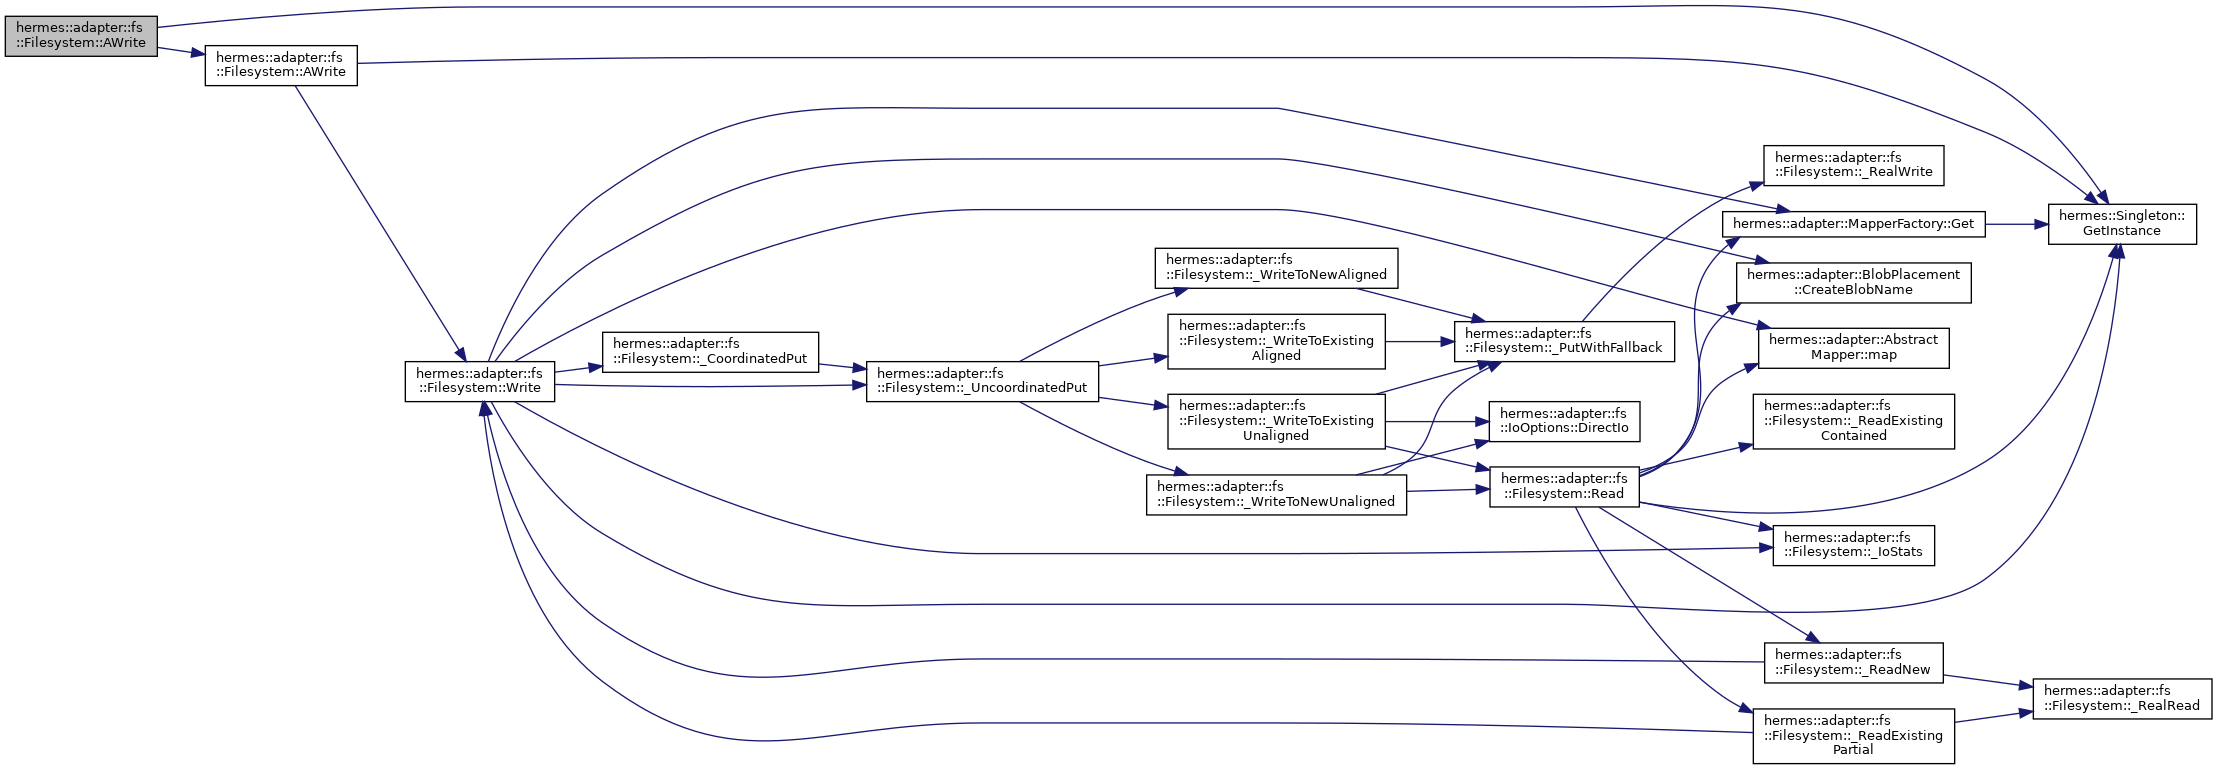 hermes::adapter::fs
::Filesystem::AWrite
hermes::adapter::fs
::Filesystem::AWrite
hermes::adapter::fs
::Filesystem::Write
hermes::adapter::fs
::Filesystem::_CoordinatedPut
hermes::adapter::fs
::Filesystem::_UncoordinatedPut
hermes::adapter::fs
::Filesystem::_WriteToNewAligned
hermes::adapter::fs
::Filesystem::_WriteToExisting
Aligned
hermes::adapter::fs
::Filesystem::_WriteToExisting
Unaligned
hermes::adapter::fs
::Filesystem::_WriteToNewUnaligned
hermes::adapter::fs
::Filesystem::_PutWithFallback
hermes::adapter::fs
::IoOptions::DirectIo
hermes::adapter::fs
::Filesystem::Read
hermes::adapter::fs
::Filesystem::_RealWrite
hermes::adapter::MapperFactory::Get
hermes::adapter::BlobPlacement
::CreateBlobName
hermes::adapter::Abstract
Mapper::map
hermes::adapter::fs
::Filesystem::_ReadExisting
Contained
hermes::adapter::fs
::Filesystem::_IoStats
hermes::adapter::fs
::Filesystem::_ReadNew
hermes::adapter::fs
::Filesystem::_ReadExisting
Partial
hermes::Singleton::
GetInstance
hermes::adapter::fs
::Filesystem::_RealRead